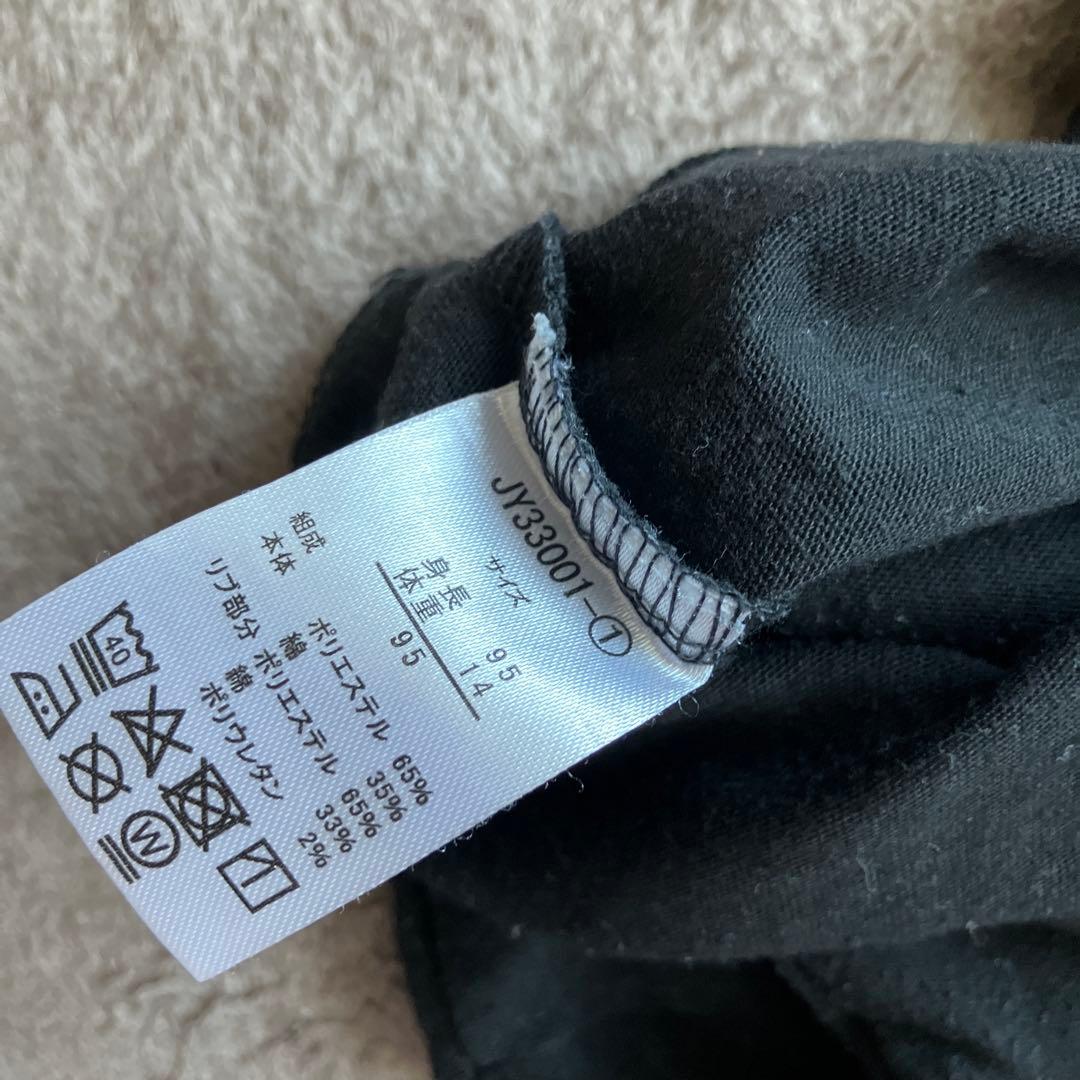 JY33001-①
サイズ
身長 95
体重 14
95
組成
本体 ポリエステル 65%
綿 35%
リブ部分 ポリエステル 65%
綿 33%
ポリウレタン 2%
40
W